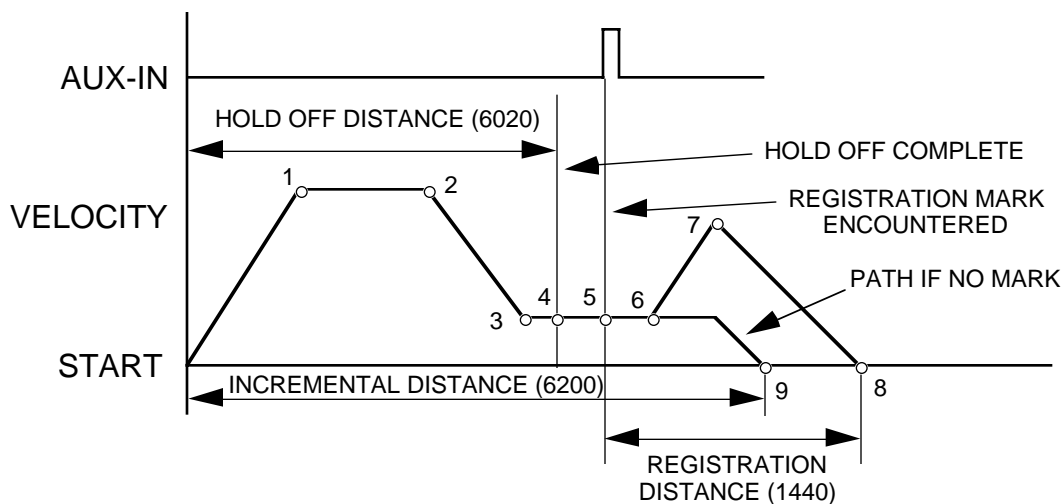 AUX-IN
HOLD OFF DISTANCE (6020)
HOLD OFF COMPLETE
1
2
REGISTRATION MARK
ENCOUNTERED
VELOCITY
7
PATH IF NO MARK
3
4
5
6
START
INCREMENTAL DISTANCE (6200)
9
8
REGISTRATION
DISTANCE (1440)